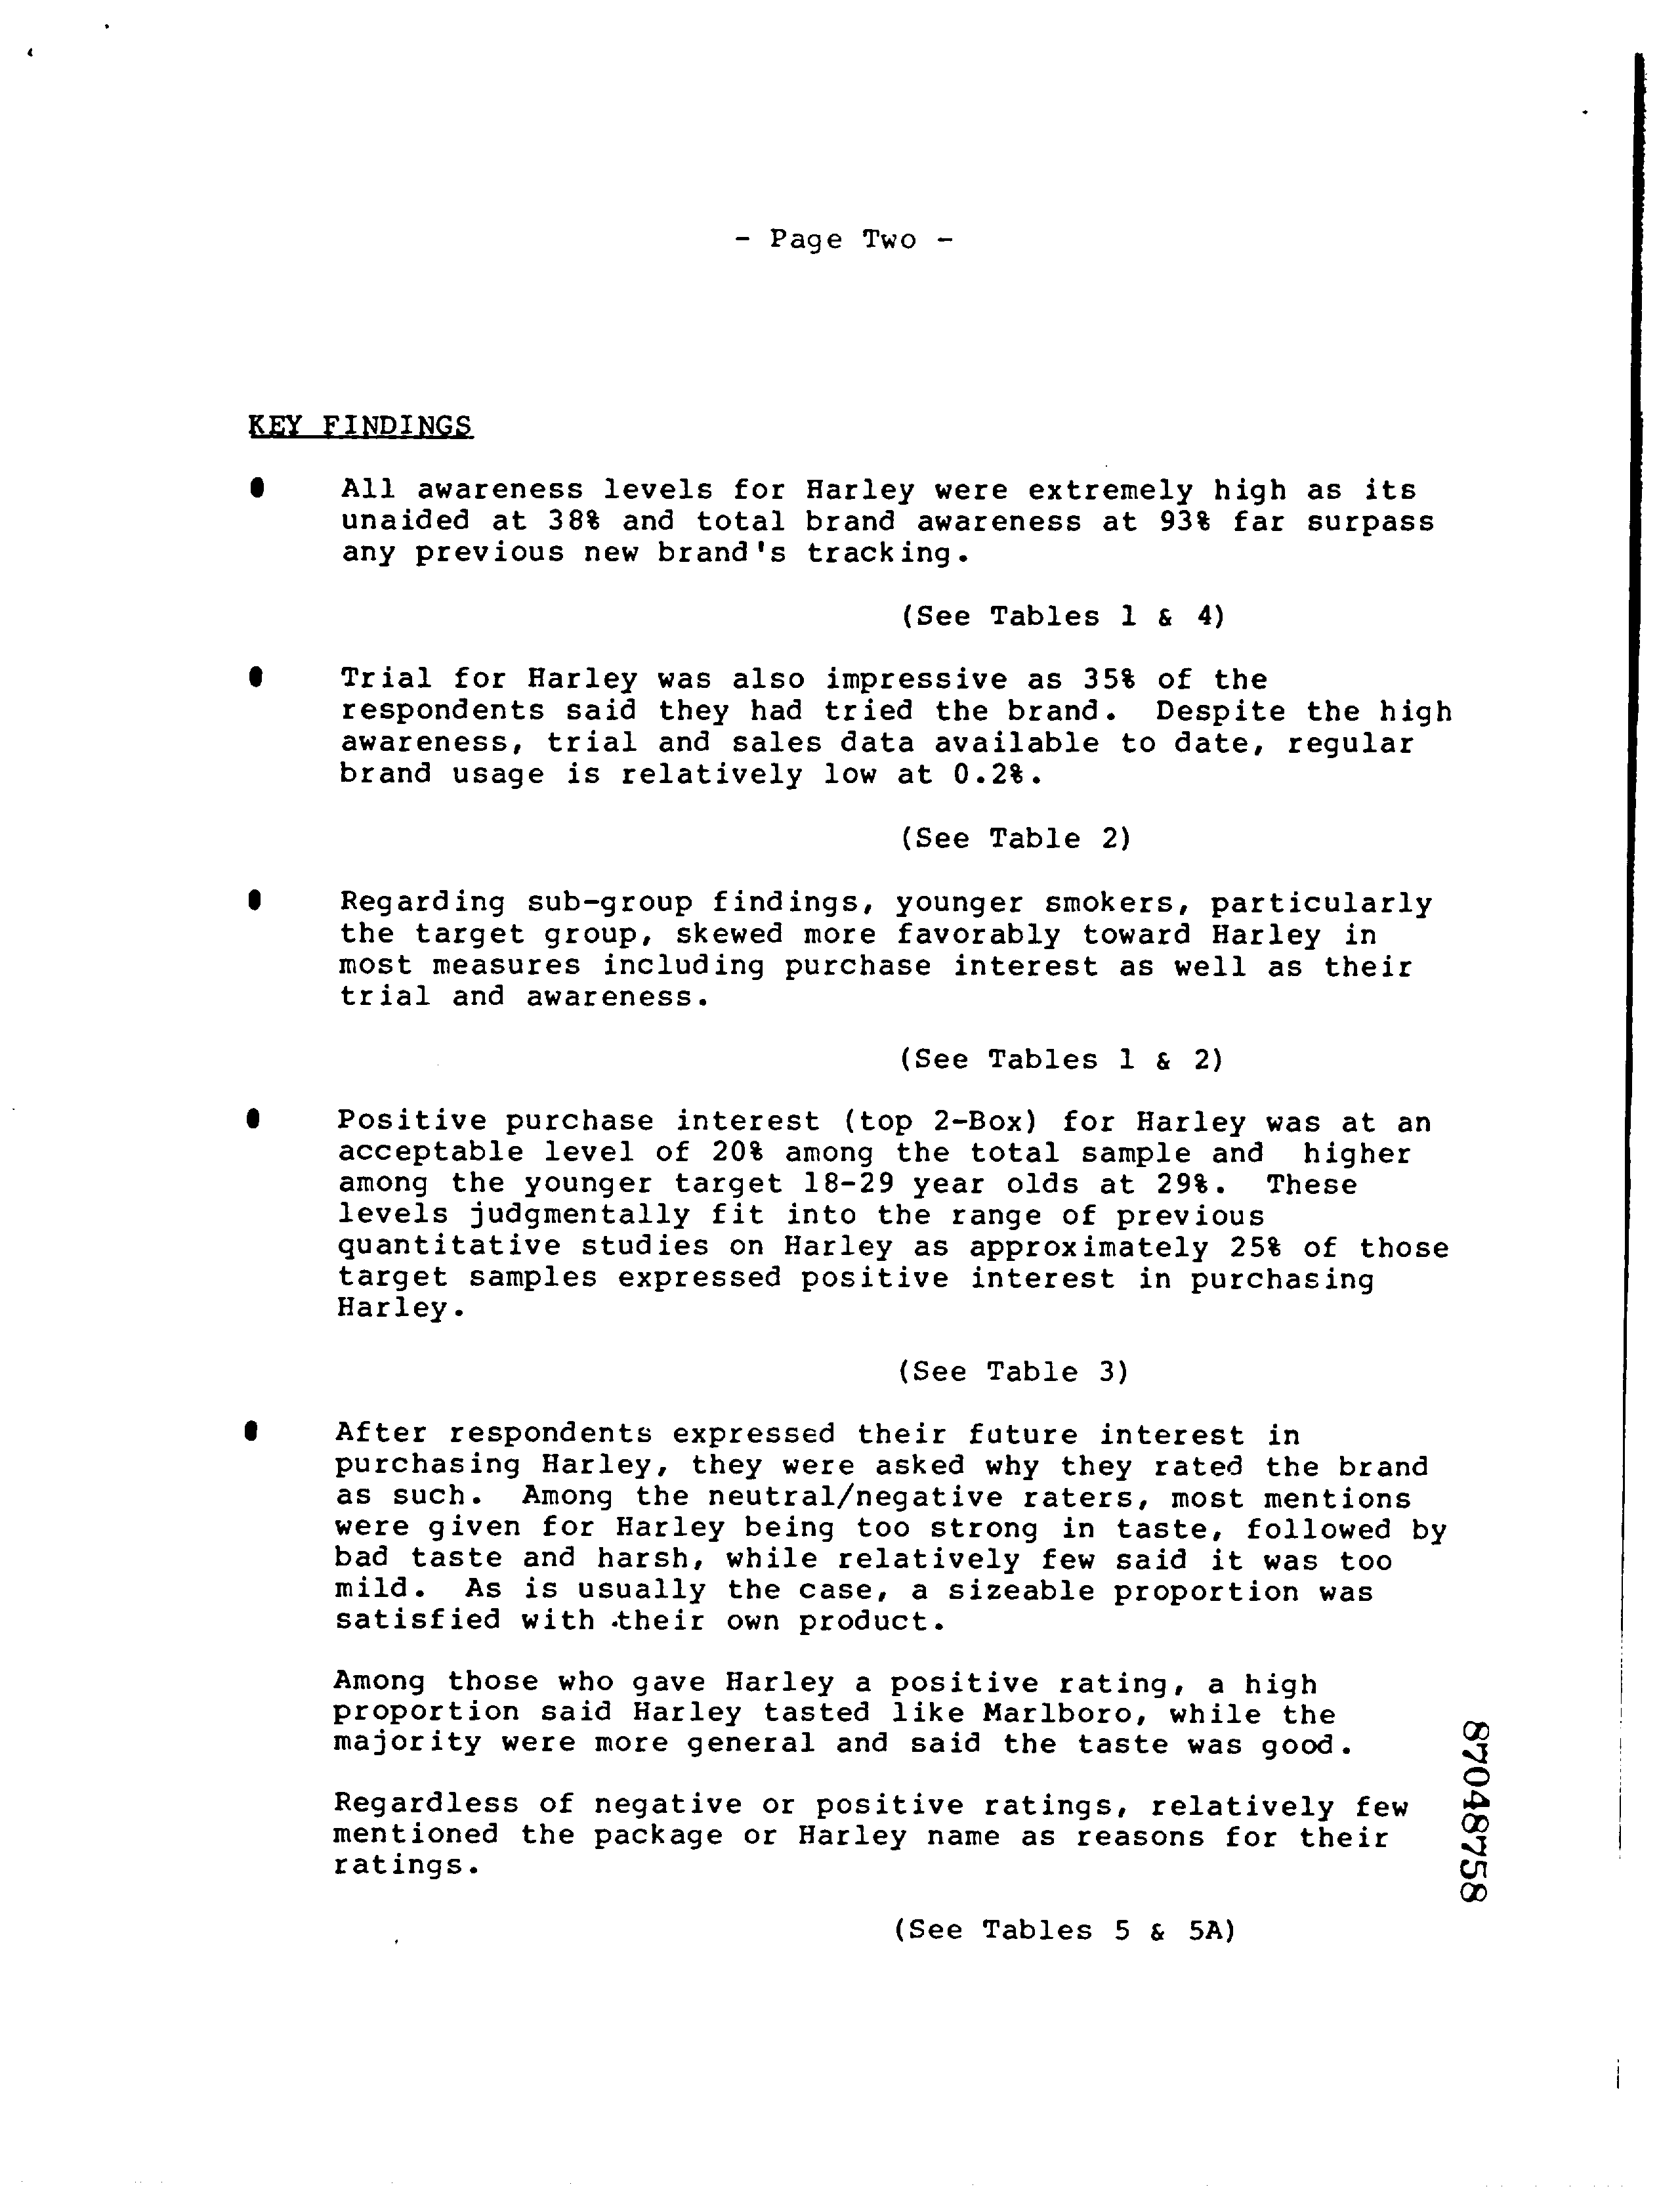 - Page Two -
KEY FINDINGS
All awareness levels for Harley were extremely high as its
unaided at 38% and total brand awareness at 93% far surpass
any previous new brand's tracking.
(See Tables 1 & 4)
Trial for Harley was also impressive as 35% of the
respondents said they had tried the brand. Despite the high
awareness, trial and sales data available to date, regular
brand usage is relatively low at 0.2%.
(See Table 2)
Regarding sub-group findings, younger smokers, particularly
the target group, skewed more favorably toward Harley in
most measures including purchase interest as well as their
trial and awareness.
(See Tables 1 & 2)
Positive purchase interest (top 2-Box) for Harley was at an
acceptable level of 20% among the total sample and higher
among the younger target 18-29 year olds at 29%. These
levels judgmentally fit into the range of previous
quantitative studies on Harley as approximately 25% of those
target samples expressed positive interest in purchasing
Harley.
(See Table 3)
After respondents expressed their future interest in
purchasing Harley, they were asked why they rated the brand
as such. Among the neutral/negative raters, most mentions
were given for Harley being too strong in taste, followed by
bad taste and harsh, while relatively few said it was too
mild. As is usually the case, a sizeable proportion was
satisfied with their own product.
Among those who gave Harley a positive rating, a high
proportion said Harley tasted like Marlboro, while the
majority were more general and said the taste was good.
Regardless of negative or positive ratings, relatively few
mentioned the package or Harley name as reasons for their
ratings.
(See Tables 5 & 5A)
87048758